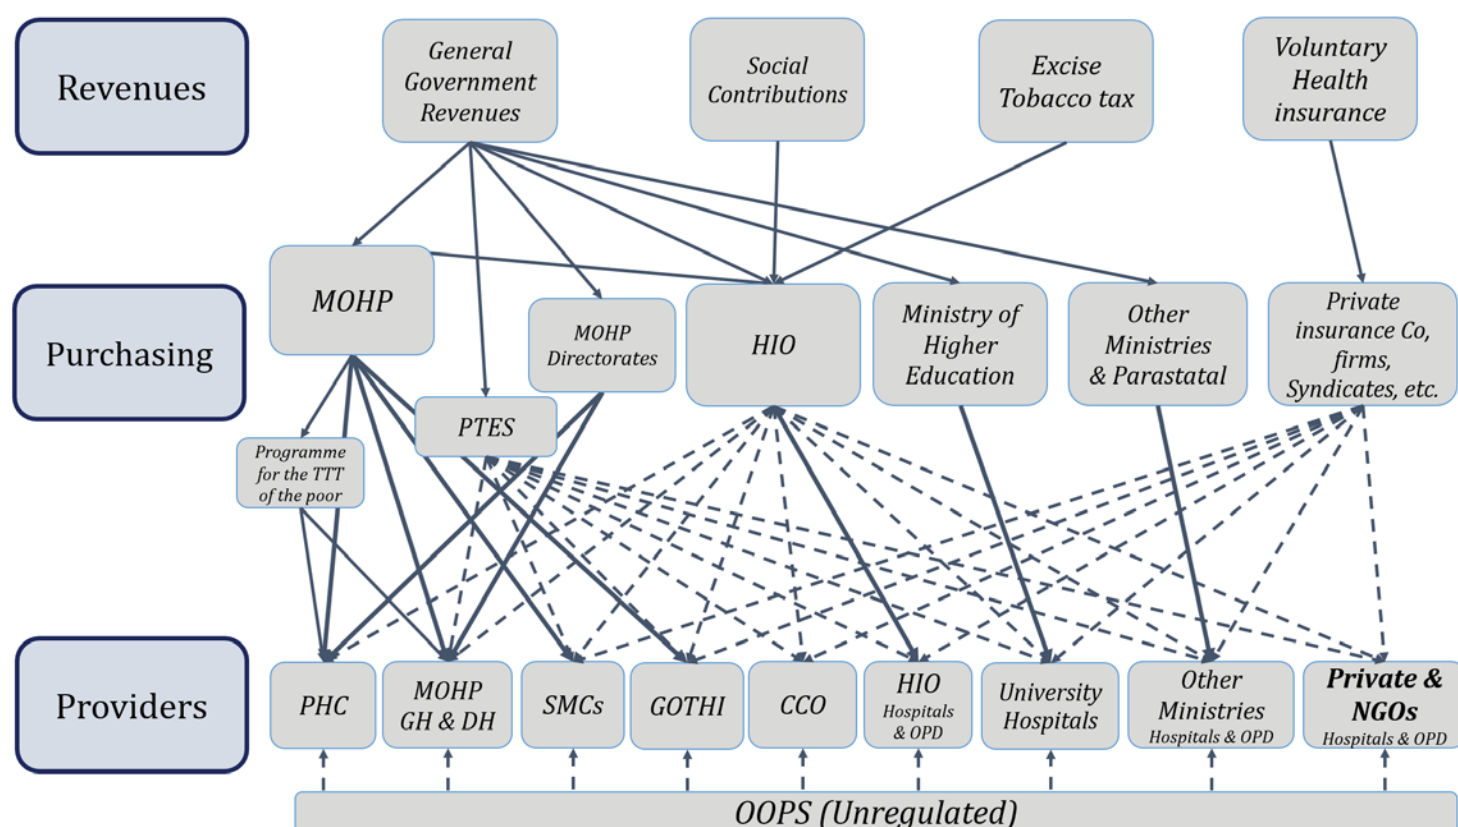 Revenues
General
Government
Revenues
Social
Contributions
Excise
Tobacco tax
Voluntary
Health
insurance
Purchasing
MOHP
PTES
MOHP
Directorates
HIO
Ministry of
Higher
Education
Other
Ministries
& Parastatal
Private
insurance Co,
firms,
Syndicates, etc.
Programme
for the TTT
of the poor
Providers
PHC
MOHP
GH & DH
SMCs
GOTHI
CCO
HIO
Hospitals
& OPD
University
Hospitals
Other
Ministries
Hospitals & OPD
Private &
NGOs
Hospitals & OPD
OOPS (Unregulated)